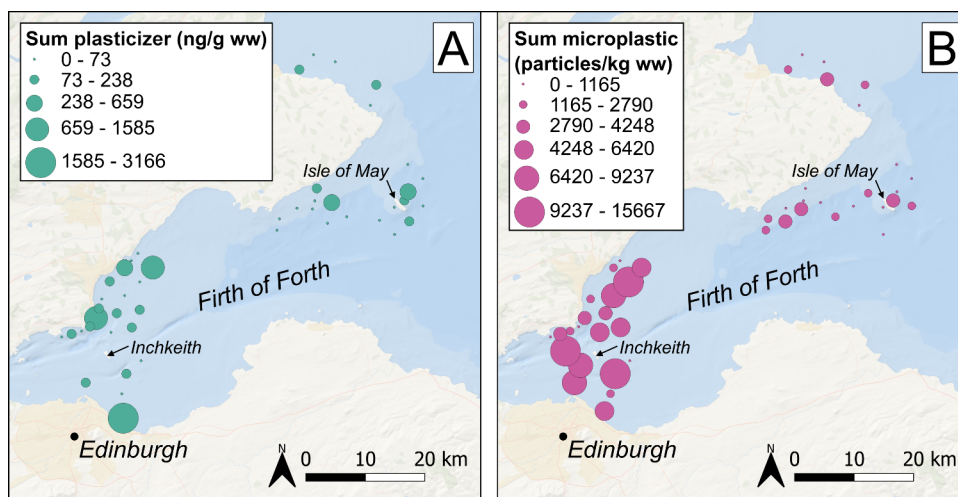 Sum plasticizer (ng/g ww)
0 - 73
73 - 238
238 - 659
659 - 1585
1585 - 3166
A
Isle of May
Firth of Forth
Inchkeith
Edinburgh
N
0 10 20 km
Sum microplastic
(particles/kg ww)
0 - 1165
1165 - 2790
2790 - 4248
4248 - 6420
6420 - 9237
9237 - 15667
B
Isle of May
Firth of Forth
Inchkeith
Edinburgh
N
0 10 20 km